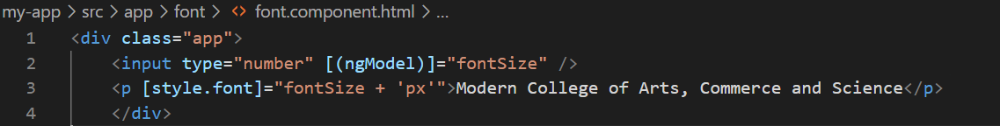 my-app > src > app > font > <> font.component.html > ...
1 <div class="app">
2 <input type="number" [(ngModel)]="fontSize" />
3 <p [style.font]="fontSize + 'px'">Modern College of Arts, Commerce and Science</p>
4 </div>